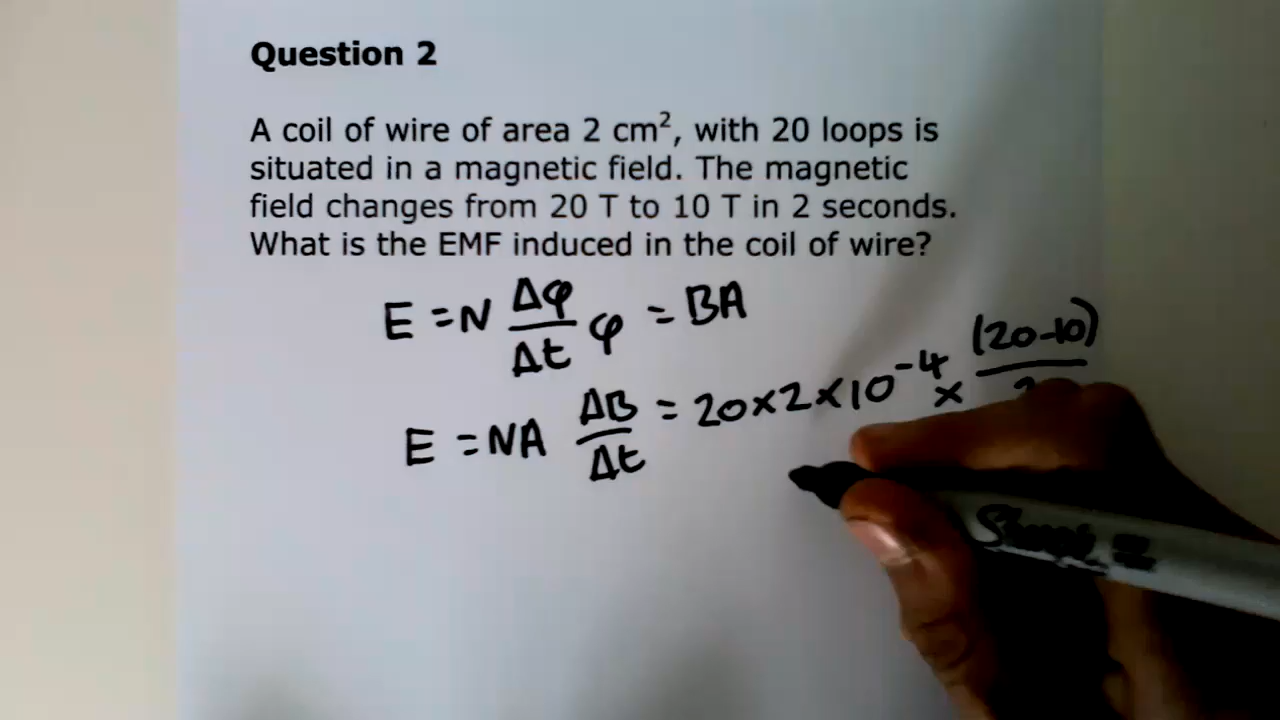 Question 2
A coil of wire of area 2 cm², with 20 loops is
situated in a magnetic field. The magnetic
field changes from 20 T to 10 T in 2 seconds.
What is the EMF induced in the coil of wire?
E = N Δφ/Δt φ = BA
E = NA ΔB/Δt = 20×2×10⁻⁴ × (20-10)/